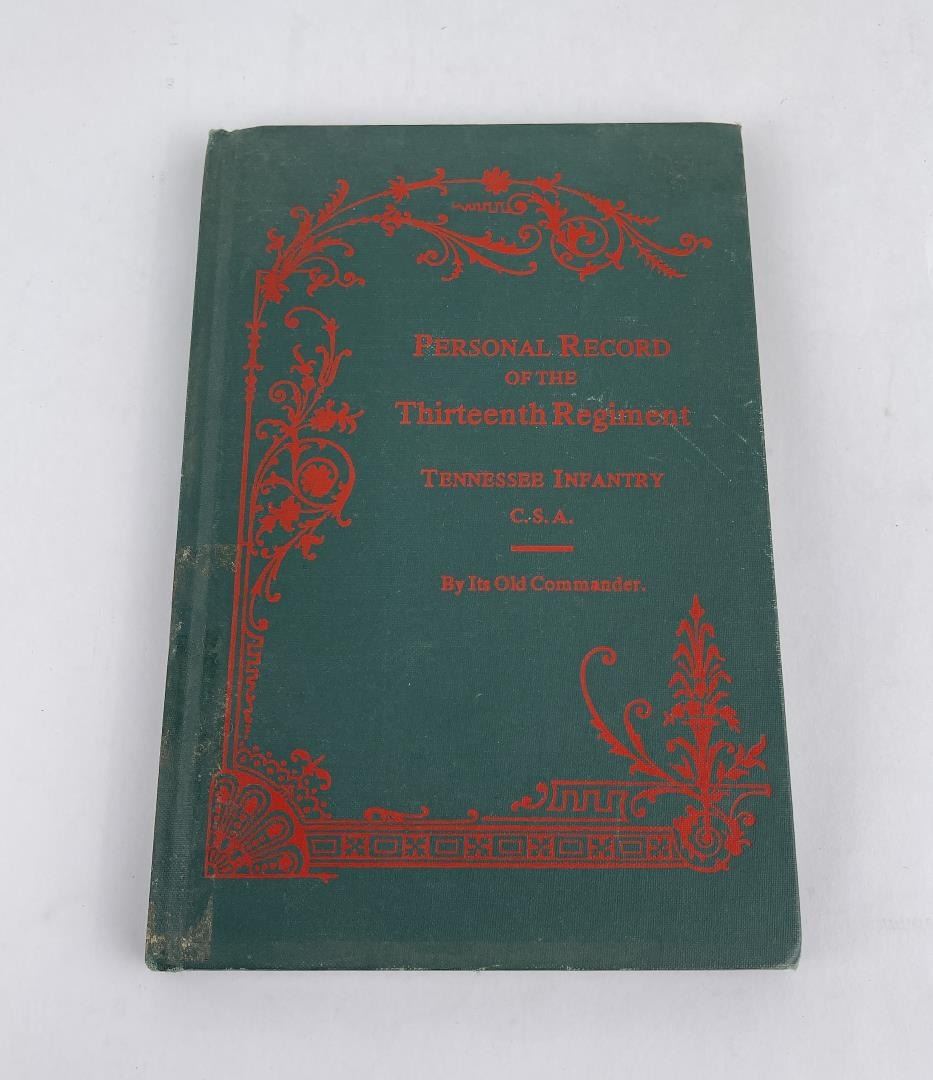 PERSONAL RECORD
OF THE
Thirteenth Regiment
TENNESSEE INFANTRY
C.S.A.
By Its Old Commander.